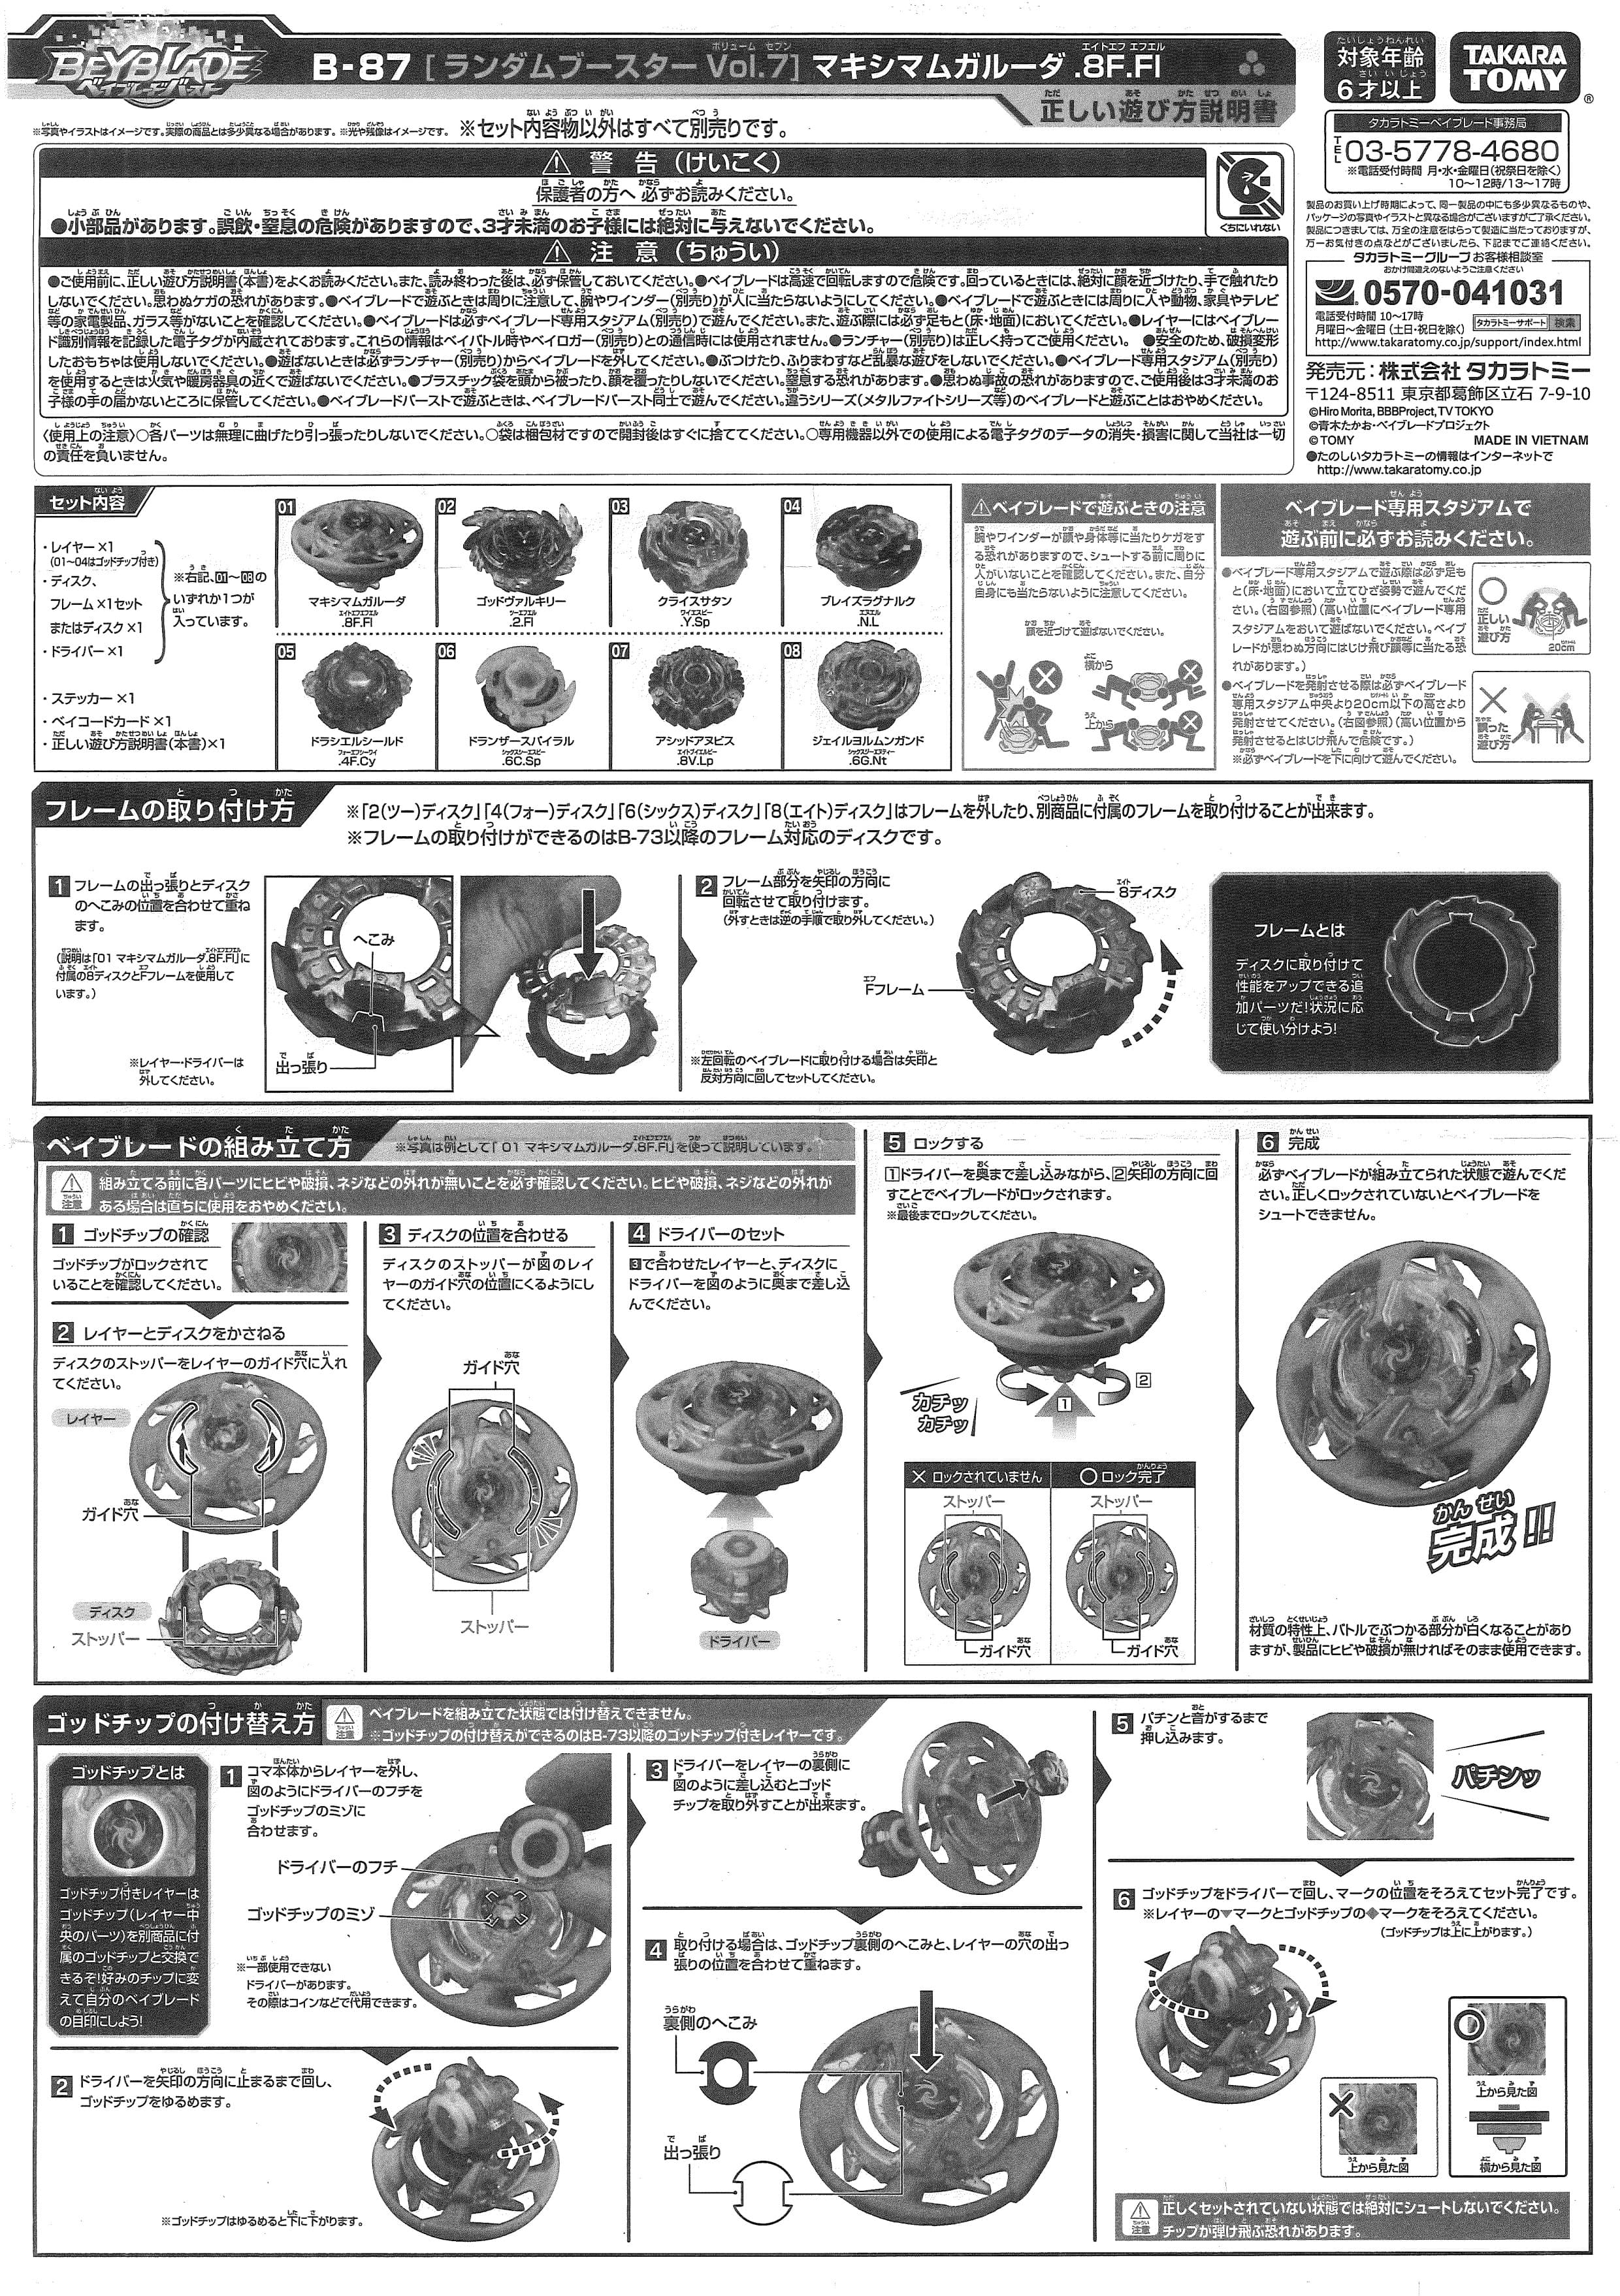 BEYBLADE
ベイブレードバースト
B-87 [ランダムブースター Vol.7] マキシマムガルーダ .8F.Fl
正しい遊び方説明書
※写真やイラストはイメージです。実際の商品とは多少異なる場合があります。※光や残像はイメージです。 ※セット内容物以外はすべて別売りです。
対象年齢
6才以上
TAKARA
TOMY
®
タカラトミーベイブレード事務局
TEL 03-5778-4680
※電話受付時間 月・水・金曜日(祝祭日を除く)
10〜12時/13〜17時
製品のお買い上げ時期によって、同一製品の中にも多少異なるものや、
パッケージの写真やイラストと異なる場合がございますがご了承ください。
製品につきましては、万全の注意をはらって製造に当たっておりますが、
万一お気付きの点などがございましたら、下記までご連絡ください。
タカラトミーグループ お客様相談室
おかけ間違えのないようご注意ください
0570-041031
電話受付時間 10〜17時
月曜日〜金曜日(土日・祝日を除く) タカラトミーサポート 検索
http://www.takaratomy.co.jp/support/index.html
発売元:株式会社 タカラトミー
〒124-8511 東京都葛飾区立石 7-9-10
©Hiro Morita, BBBProject, TV TOKYO
©青木たかお・ベイブレードプロジェクト
© TOMY MADE IN VIETNAM
●たのしいタカラトミーの情報はインターネットで
http://www.takaratomy.co.jp
⚠ 警 告 (けいこく)
保護者の方へ 必ずお読みください。
●小部品があります。誤飲・窒息の危険がありますので、3才未満のお子様には絶対に与えないでください。
くちにいれない
⚠ 注 意 (ちゅうい)
●ご使用前に、正しい遊び方説明書(本書)をよくお読みください。また、読み終わった後は、必ず保管しておいてください。●ベイブレードは高速で回転しますので危険です。回っているときには、絶対に顔を近づけたり、手で触れたり
しないでください。思わぬケガの恐れがあります。●ベイブレードで遊ぶときは周りに注意して、腕やワインダー(別売り)が人に当たらないようにしてください。●ベイブレードで遊ぶときには周りに人や動物、家具やテレビ
等の家電製品、ガラス等がないことを確認してください。●ベイブレードは必ずベイブレード専用スタジアム(別売り)で遊んでください。また、遊ぶ際には必ず足もと(ゆか・地面)においてください。●レイヤーにはベイブレー
ド識別情報を記録した電子タグが内蔵されております。これらの情報はベイバトル時やベイロガー(別売り)との通信時には使用されません。●ランチャー(別売り)は正しく持ってご使用ください。 ●安全のため、破損変形
したおもちゃは使用しないでください。●遊ばないときは必ずランチャー(別売り)からベイブレードを外してください。●ぶつけたり、ふりまわすなど乱暴な遊びをしないでください。●ベイブレード専用スタジアム(別売り)
を使用するときは火気や暖房器具の近くで遊ばないでください。●プラスチック袋を頭から被ったり、顔を覆ったりしないでください。窒息する恐れがあります。●思わぬ事故の恐れがありますので、ご使用後は3才未満のお
子様の手の届かないところに保管してください。●ベイブレードバーストで遊ぶときは、ベイブレードバースト同士で遊んでください。違うシリーズ(メタルファイトシリーズ等)のベイブレードと遊ぶことはおやめください。
〈使用上の注意〉○各パーツは無理に曲げたり引っ張ったりしないでください。○袋は梱包材ですので開封後はすぐに捨ててください。○専用機器以外での使用による電子タグのデータの消失・損害に関して当社は一切
の責任を負いません。
セット内容
・レイヤー ×1
(01〜04はゴッドチップ付き)
・ディスク、
フレーム ×1セット
またはディスク ×1
・ドライバー ×1
※右記、01〜08の
いずれか1つが
入っています。
・ステッカー ×1
・ベイコードカード ×1
・正しい遊び方説明書(本書)×1
01
マキシマムガルーダ
.8F.Fl
02
ゴッドヴァルキリー
.2.Fl
03
クライスサタン
.Y.Sp
04
ブレイズラグナルク
.N.L
05
ドラシエルシールド
.4F.Cy
06
ドランザースパイラル
.6C.Sp
07
アシッドアヌビス
.8V.Lp
08
ジェイルヨルムンガンド
.6G.Nt
⚠ベイブレードで遊ぶときの注意
腕やワインダーが顔や身体等に当たりケガをす
る恐れがありますので、シュートする前に周りに
人がいないことを確認してください。また、自分
自身にも当たらないように注意してください。
顔を近づけて遊ばないでください。
横から
上から
ベイブレード専用スタジアムで
遊ぶ前に必ずお読みください。
●ベイブレード専用スタジアムで遊ぶ際は必ず足も
と(床・地面)において立てひざ姿勢で遊んでくだ
さい。(右図参照)(高い位置にベイブレード専用
スタジアムをおいて遊ばないでください。ベイブ
レードが思わぬ方向にはじけ飛び顔等に当たる恐
れがあります。)
●ベイブレードを発射させる際は必ずベイブレード
専用スタジアム中央より20cm以下の高さより
発射させてください。(右図参照)(高い位置から
発射させるとはじけ飛んで危険です。)
※必ずベイブレードを下に向けて遊んでください。
正しい
遊び方
20cm
誤った
遊び方
フレームの取り付け方
※「2(ツー)ディスク」「4(フォー)ディスク」「6(シックス)ディスク」「8(エイト)ディスク」はフレームを外したり、別商品に付属のフレームを取り付けることが出来ます。
※フレームの取り付けができるのはB-73以降のフレーム対応のディスクです。
1 フレームの出っ張りとディスク
のへこみの位置を合わせて重ね
ます。
(説明は「01 マキシマムガルーダ.8F.Fl」に
付属の8ディスクとFフレームを使用して
います。)
※レイヤー・ドライバーは
外してください。
へこみ
出っ張り
2 フレーム部分を矢印の方向に
回転させて取り付けます。
(外すときは逆の手順で取り外してください。)
8ディスク
Fフレーム
※左回転のベイブレードに取り付ける場合は矢印と
反対方向に回してセットしてください。
フレームとは
ディスクに取り付けて
性能をアップできる追
加パーツだ!状況に応
じて使い分けよう!
ベイブレードの組み立て方
※写真は例として「01 マキシマムガルーダ.8F.Fl」を使って説明しています。
⚠注意 組み立てる前に各パーツにヒビや破損、ネジなどの外れが無いことを必ず確認してください。ヒビや破損、ネジなどの外れが
ある場合は直ちに使用をおやめください。
1 ゴッドチップの確認
ゴッドチップがロックされて
いることを確認してください。
2 レイヤーとディスクをかさねる
ディスクのストッパーをレイヤーのガイド穴に入れ
てください。
レイヤー
ガイド穴
ディスク
ストッパー
3 ディスクの位置を合わせる
ディスクのストッパーが図のレイ
ヤーのガイド穴の位置にくるようにし
てください。
ガイド穴
ストッパー
4 ドライバーのセット
3で合わせたレイヤーと、ディスクに
ドライバーを図のように奥まで差し込
んでください。
ドライバー
5 ロックする
1ドライバーを奥まで差し込みながら、2矢印の方向に回
すことでベイブレードがロックされます。
※最後までロックしてください。
カチッ
カチッ
1
2
× ロックされていません
○ ロック完了
ストッパー
ストッパー
ガイド穴
ガイド穴
6 完成
必ずベイブレードが組み立てられた状態で遊んでくだ
さい。正しくロックされていないとベイブレードを
シュートできません。
完成!!
材質の特性上、バトルでぶつかる部分が白くなることがあり
ますが、製品にヒビや破損が無ければそのまま使用できます。
ゴッドチップの付け替え方
⚠注意 ベイブレードを組み立てた状態では付け替えできません。
※ゴッドチップの付け替えができるのはB-73以降のゴッドチップ付きレイヤーです。
ゴッドチップとは
ゴッドチップ付きレイヤーは
ゴッドチップ(レイヤー中
央のパーツ)を別商品に付
属のゴッドチップと交換で
きるぞ!好みのチップに変
えて自分のベイブレード
の目印にしよう!
1 コマ本体からレイヤーを外し、
図のようにドライバーのフチを
ゴッドチップのミゾに
合わせます。
ドライバーのフチ
ゴッドチップのミゾ
※一部使用できない
ドライバーがあります。
その際はコインなどで代用できます。
2 ドライバーを矢印の方向に止まるまで回し、
ゴッドチップをゆるめます。
※ゴッドチップはゆるめると下に下がります。
3 ドライバーをレイヤーの裏側に
図のように差し込むとゴッド
チップを取り外すことが出来ます。
4 取り付ける場合は、ゴッドチップ裏側のへこみと、レイヤーの穴の出っ
張りの位置を合わせて重ねます。
裏側のへこみ
出っ張り
5 パチンと音がするまで
押し込みます。
パチンッ
6 ゴッドチップをドライバーで回し、マークの位置をそろえてセット完了です。
※レイヤーの▼マークとゴッドチップの◆マークをそろえてください。
(ゴッドチップは上に上がります。)
上から見た図
上から見た図
横から見た図
⚠注意 正しくセットされていない状態では絶対にシュートしないでください。
チップが弾け飛ぶ恐れがあります。